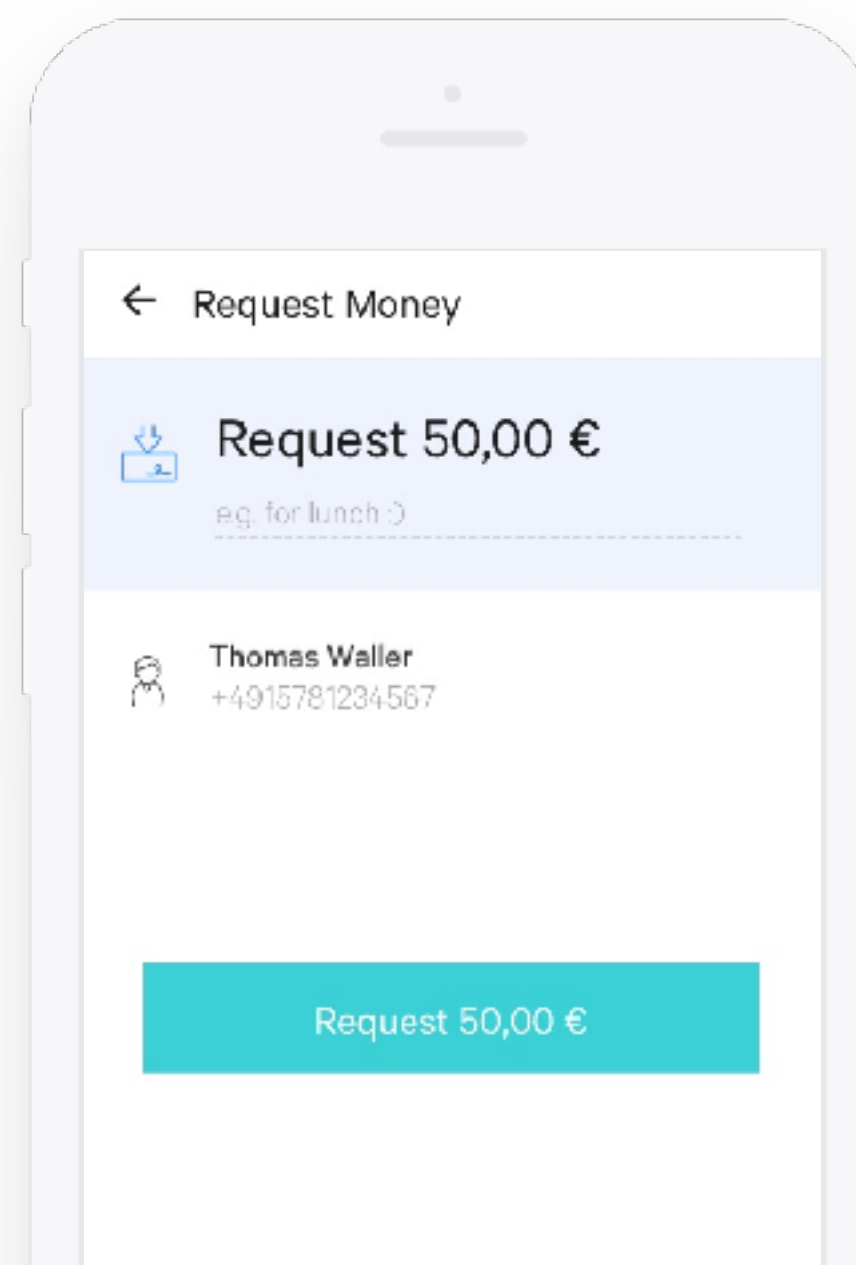 Request Money
Request 50,00 €
e.g. for lunch :)
Thomas Waller
+4915781234567
Request 50,00 €